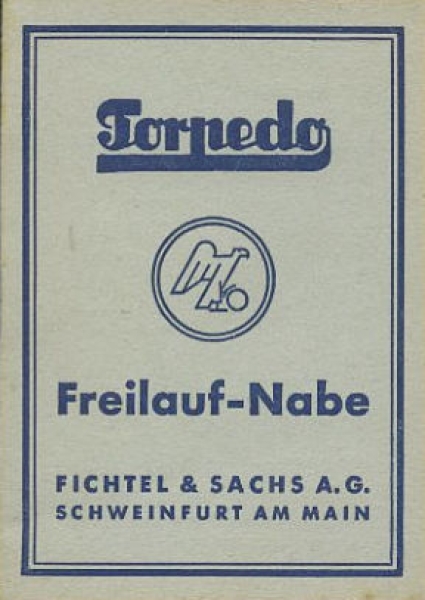 Torpedo
Freilauf-Nabe
FICHTEL & SACHS A.G.
SCHWEINFURT AM MAIN